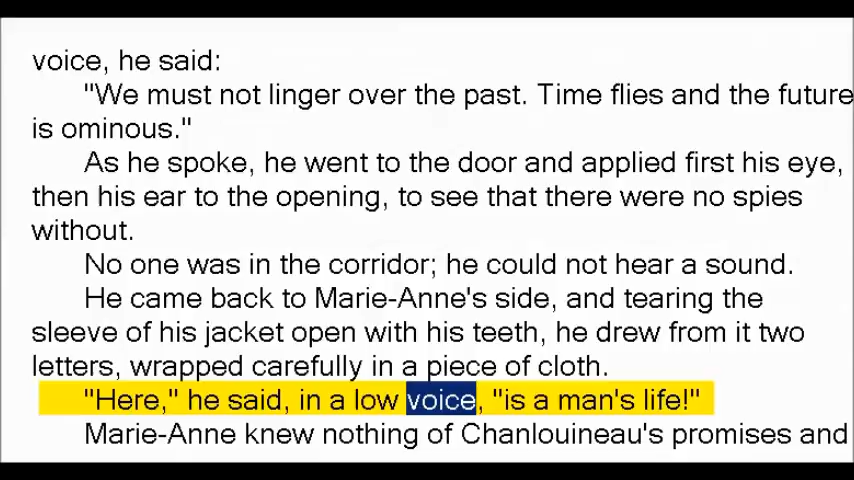 voice, he said:
"We must not linger over the past. Time flies and the future
is ominous."
As he spoke, he went to the door and applied first his eye,
then his ear to the opening, to see that there were no spies
without.
No one was in the corridor; he could not hear a sound.
He came back to Marie-Anne's side, and tearing the
sleeve of his jacket open with his teeth, he drew from it two
letters, wrapped carefully in a piece of cloth.
"Here," he said, in a low voice, "is a man's life!"
Marie-Anne knew nothing of Chanlouineau's promises and